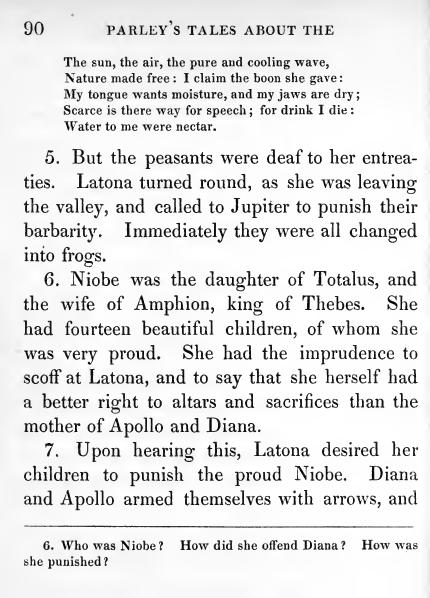 90 PARLEY'S TALES ABOUT THE
The sun, the air, the pure and cooling wave,
Nature made free: I claim the boon she gave:
My tongue wants moisture, and my jaws are dry;
Scarce is there way for speech; for drink I die:
Water to me were nectar.
5. But the peasants were deaf to her entrea-
ties. Latona turned round, as she was leaving
the valley, and called to Jupiter to punish their
barbarity. Immediately they were all changed
into frogs.
6. Niobe was the daughter of Totalus, and
the wife of Amphion, king of Thebes. She
had fourteen beautiful children, of whom she
was very proud. She had the imprudence to
scoff at Latona, and to say that she herself had
a better right to altars and sacrifices than the
mother of Apollo and Diana.
7. Upon hearing this, Latona desired her
children to punish the proud Niobe. Diana
and Apollo armed themselves with arrows, and
6. Who was Niobe? How did she offend Diana? How was
she punished?